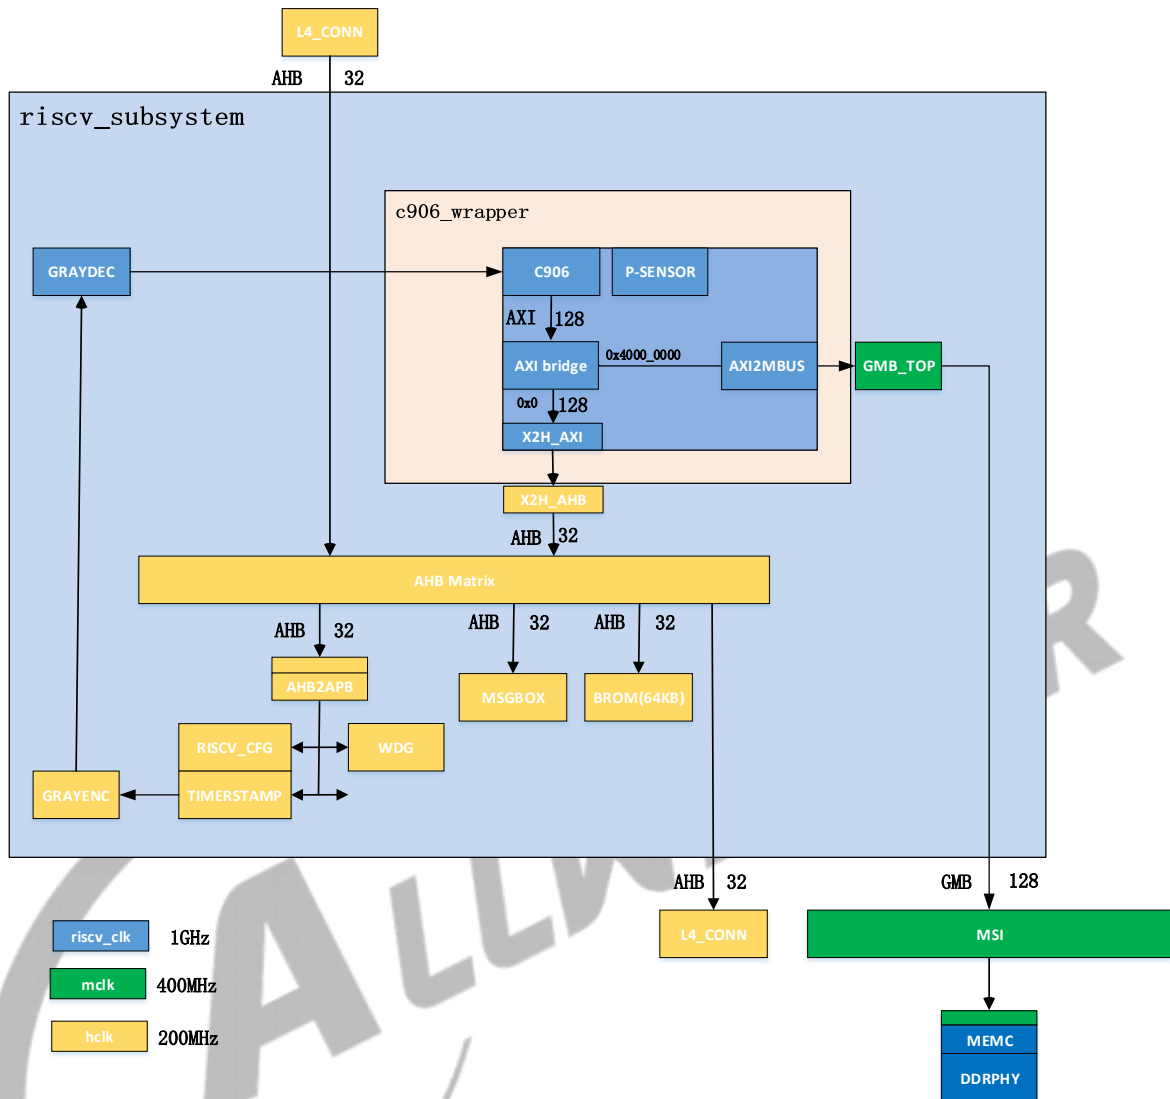 L4_CONN
AHB 32
riscv_subsystem
c906_wrapper
GRAYDEC
C906
P-SENSOR
AXI 128
AXI bridge
0x4000_0000
AXI2MBUS
GMB_TOP
0x0 128
X2H_AXI
X2H_AHB
AHB 32
AHB Matrix
AHB 32
AHB 32
AHB 32
AHB2APB
MSGBOX
BROM(64KB)
RISCV_CFG
WDG
GRAYENC
TIMERSTAMP
AHB 32
GMB 128
riscv_clk 1GHz
L4_CONN
MSI
mclk 400MHz
hclk 200MHz
MEMC
DDRPHY